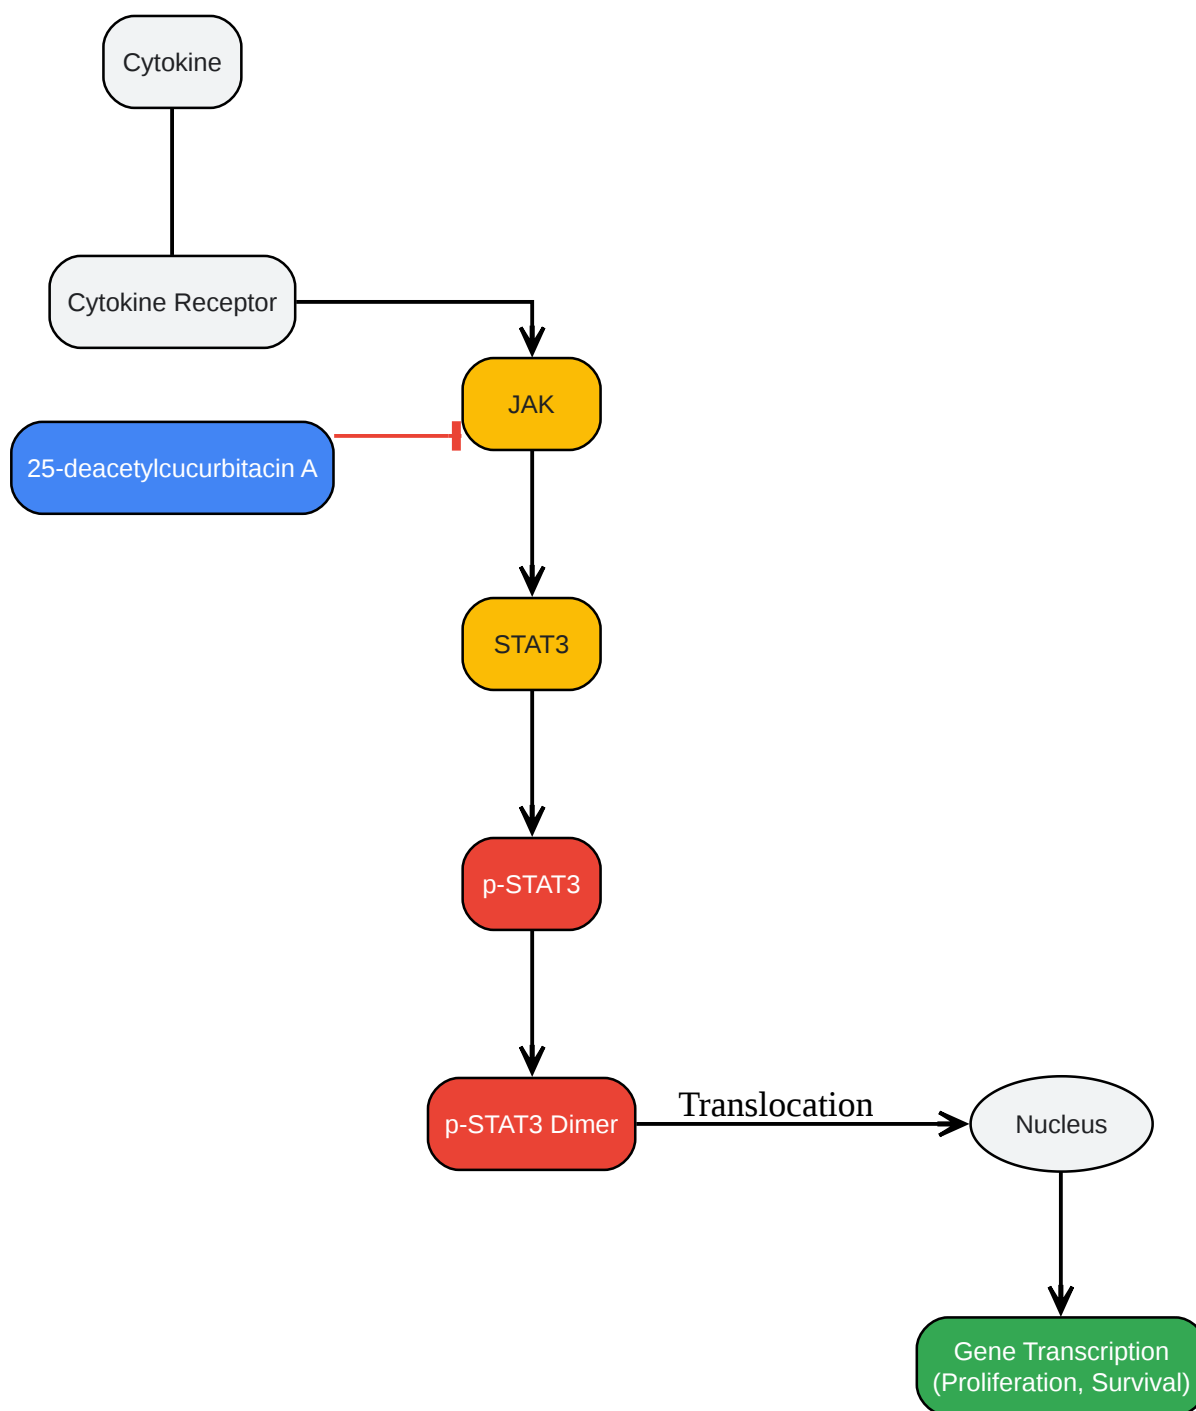 Cytokine
Cytokine Receptor
JAK
25-deacetylcucurbitacin A
STAT3
p-STAT3
p-STAT3 Dimer
Translocation
Nucleus
Gene Transcription
(Proliferation, Survival)